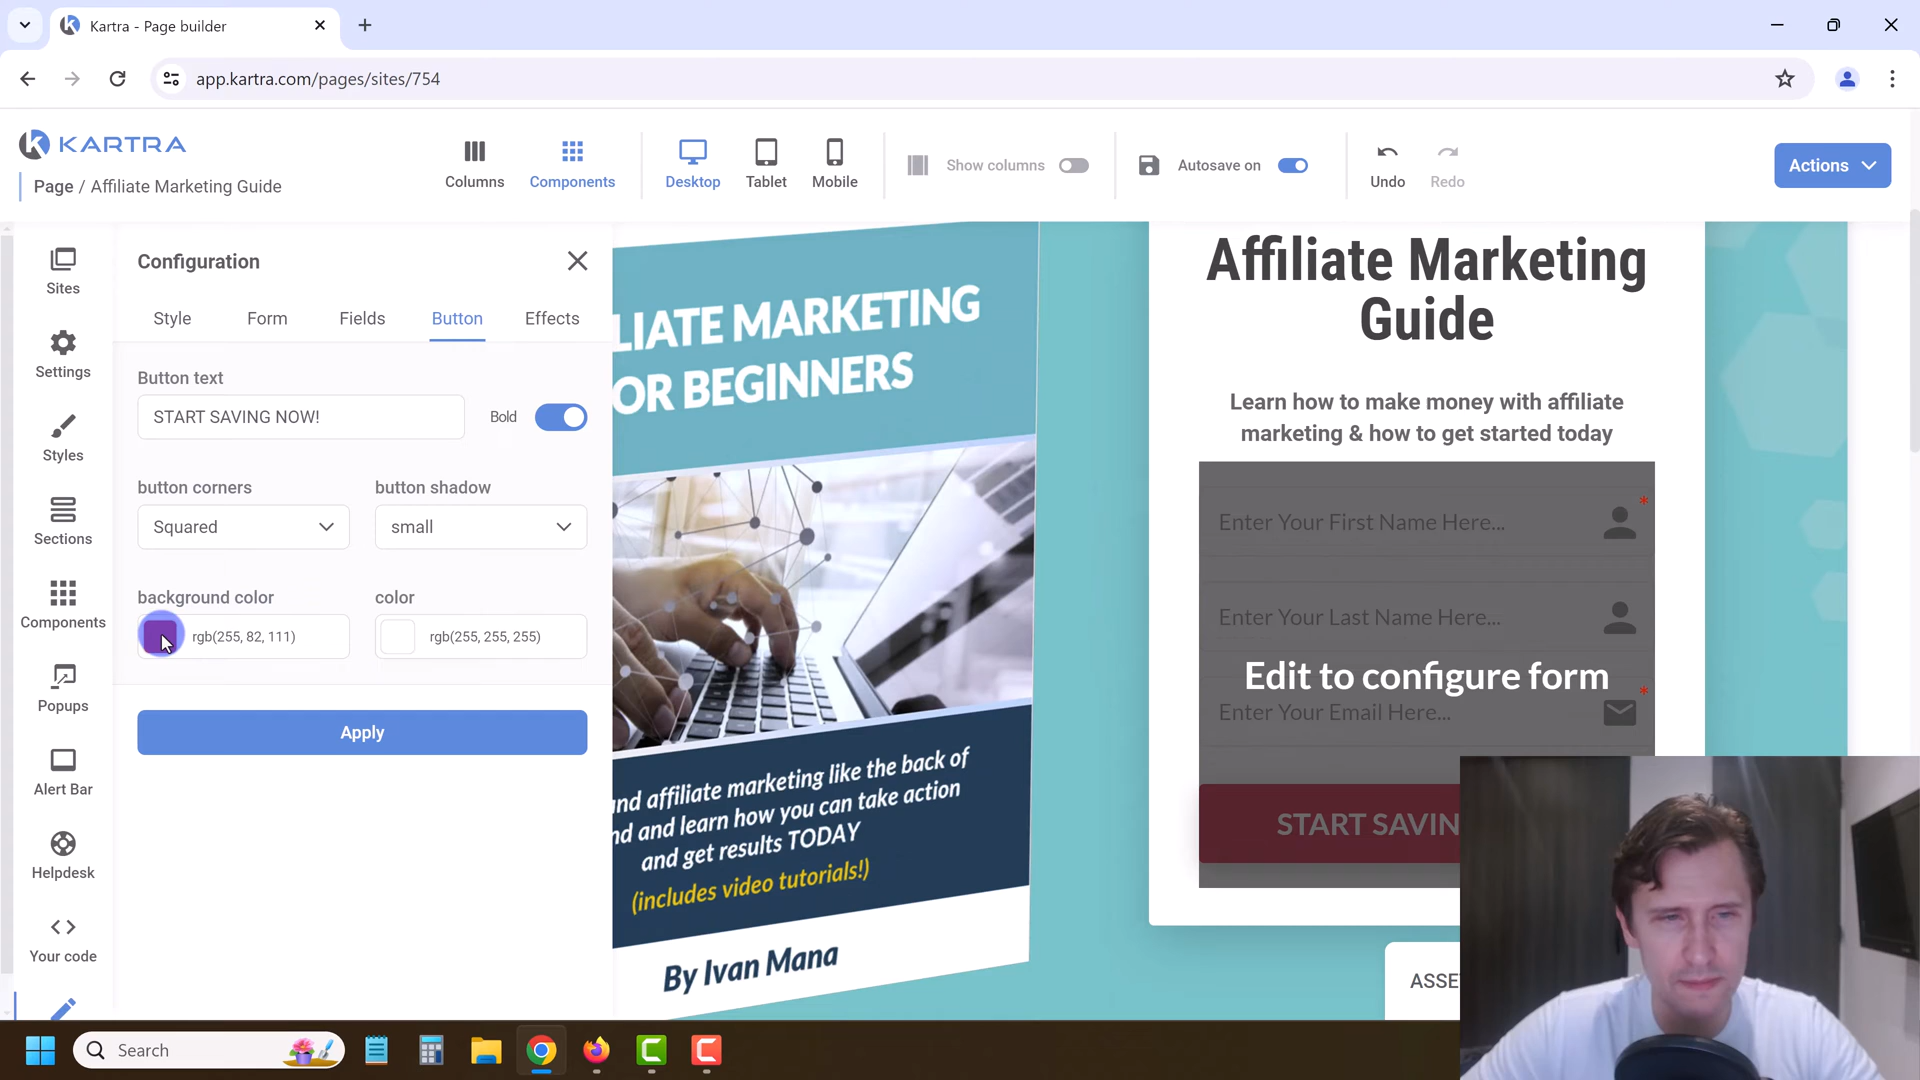 Kartra - Page builder
app.kartra.com/pages/sites/754
KARTRA
Page / Affiliate Marketing Guide
Columns
Components
Desktop
Tablet
Mobile
Show columns
Autosave on
Undo
Redo
Actions
Sites
Settings
Styles
Sections
Components
Popups
Alert Bar
Helpdesk
Your code
Configuration
Style
Form
Fields
Button
Effects
Button text
START SAVING NOW!
Bold
button corners
button shadow
Squared
small
background color
color
rgb(255, 82, 111)
rgb(255, 255, 255)
Apply
LIATE MARKETING
OR BEGINNERS
nd affiliate marketing like the back of
nd and learn how you can take action
and get results TODAY
(includes video tutorials!)
By Ivan Mana
Affiliate Marketing
Guide
Learn how to make money with affiliate
marketing & how to get started today
Enter Your First Name Here... *
Enter Your Last Name Here...
Edit to configure form
Enter Your Email Here... *
START SAVIN
ASSE
Search